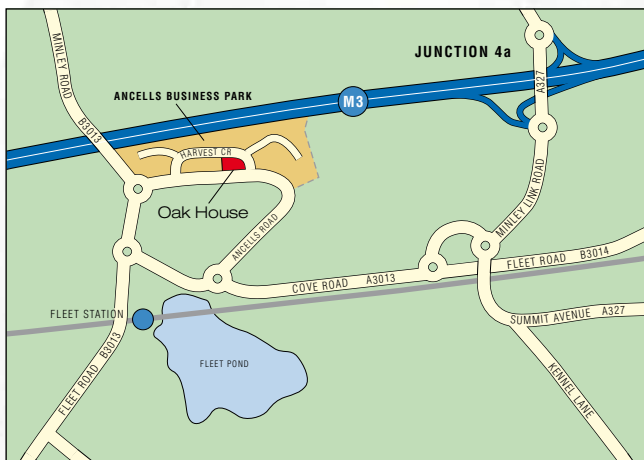 JUNCTION 4a
A327
MINLEY ROAD
ANCELLS BUSINESS PARK
M3
B3013
HARVEST CR
Oak House
MINLEY LINK ROAD
ANCELLS ROAD
FLEET ROAD B3014
COVE ROAD A3013
FLEET STATION
SUMMIT AVENUE A327
FLEET ROAD B3013
FLEET POND
KENNEL LANE